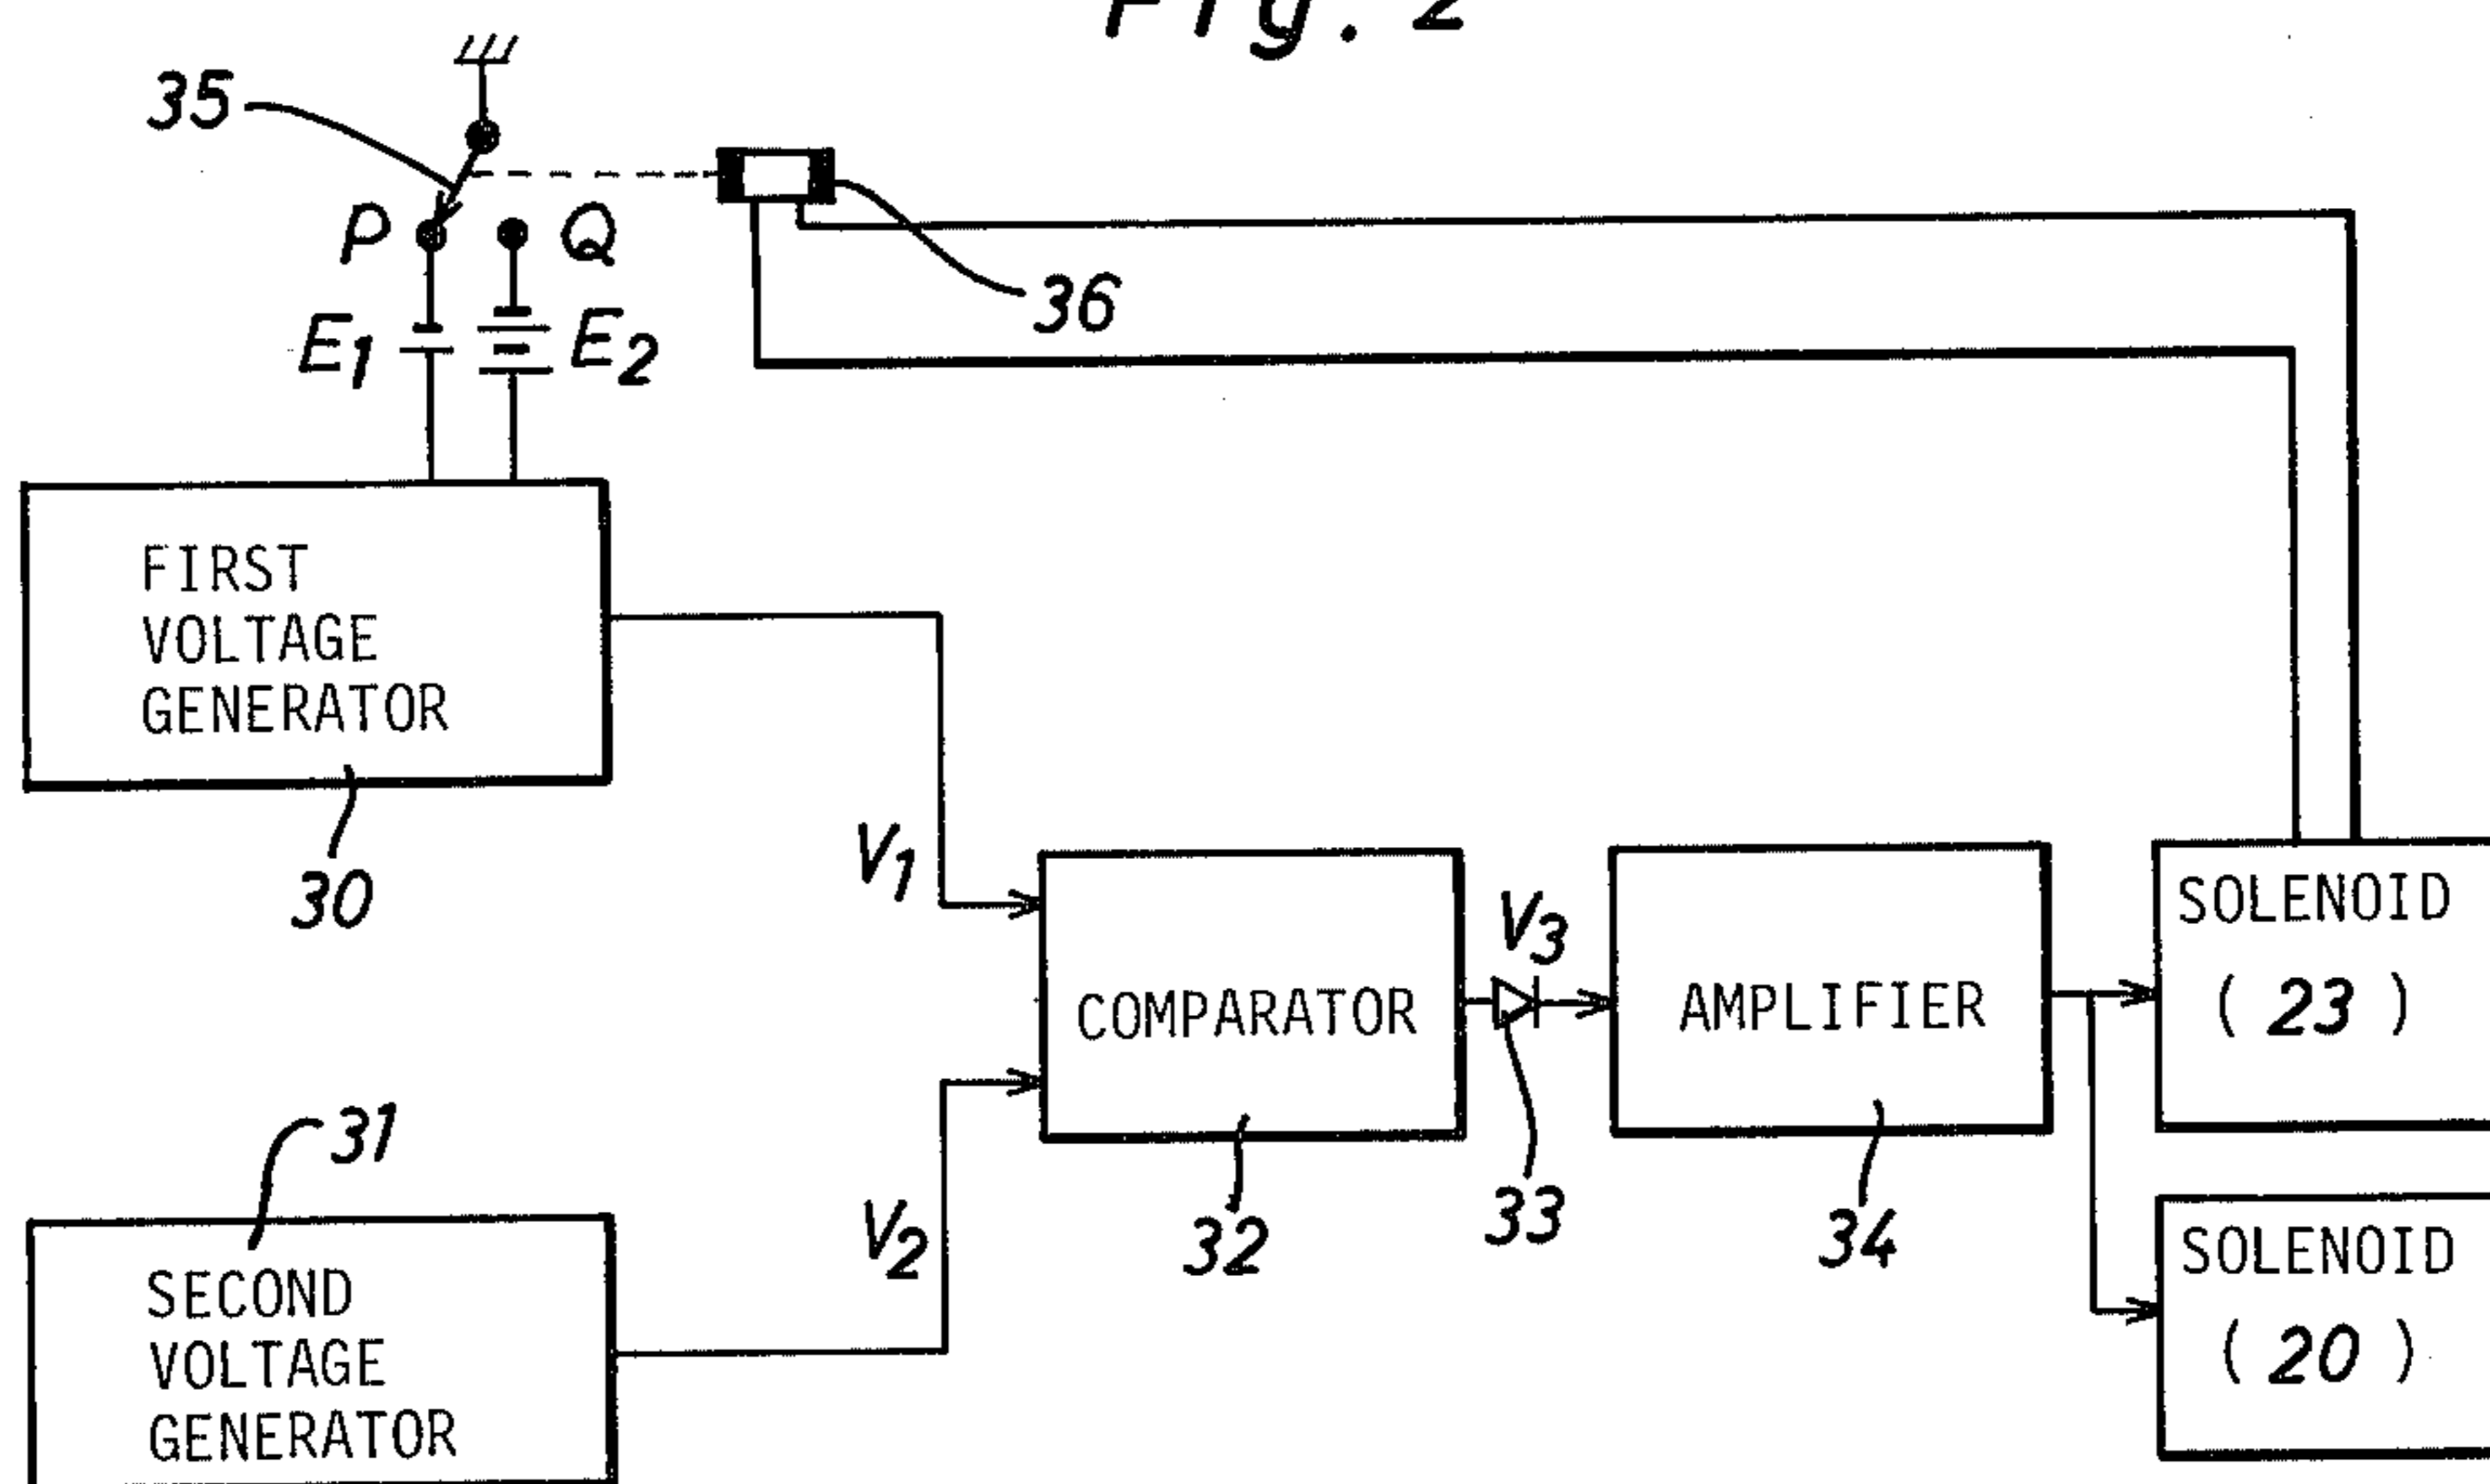 Fig. 2
35
P
Q
36
E1
E2
FIRST
VOLTAGE
GENERATOR
30
V1
V3
SOLENOID
( 23 )
COMPARATOR
AMPLIFIER
31
32
33
34
V2
SECOND
VOLTAGE
GENERATOR
SOLENOID
( 20 )